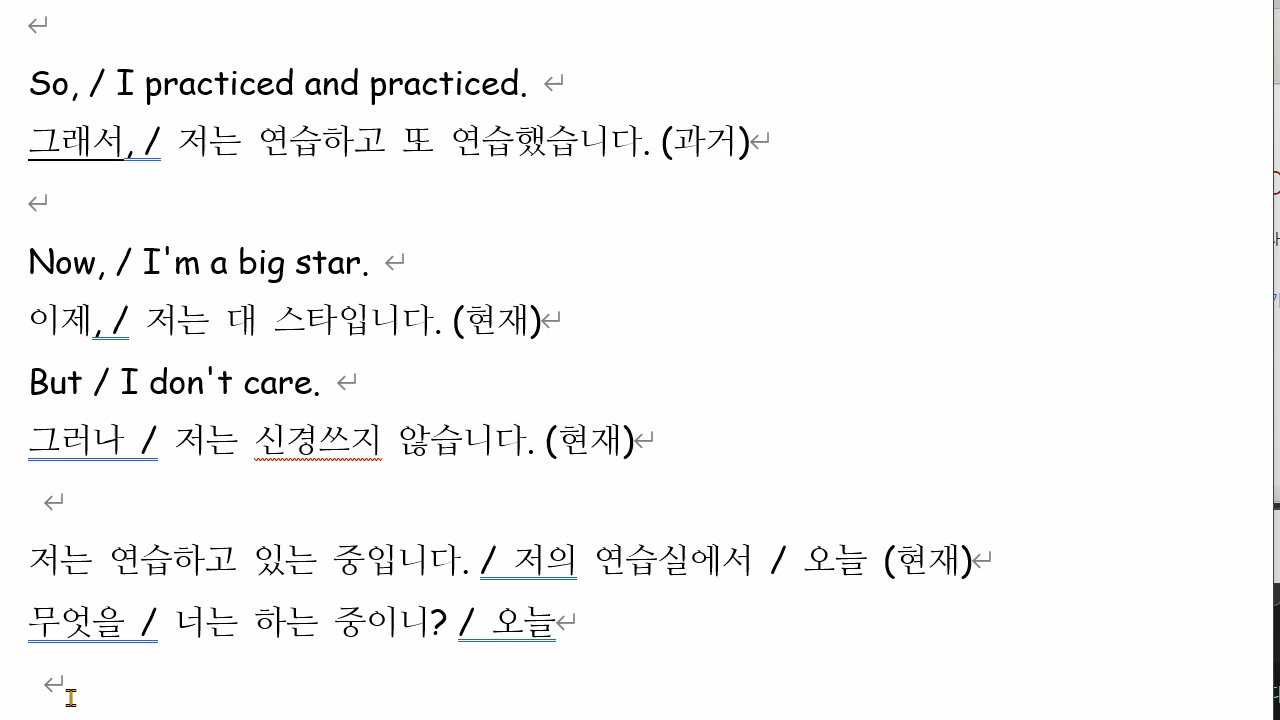 So, / I practiced and practiced.
그래서, / 저는 연습하고 또 연습했습니다. (과거)
Now, / I'm a big star.
이제, / 저는 대 스타입니다. (현재)
But / I don't care.
그러나 / 저는 신경쓰지 않습니다. (현재)
저는 연습하고 있는 중입니다. / 저의 연습실에서 / 오늘 (현재)
무엇을 / 너는 하는 중이니? / 오늘